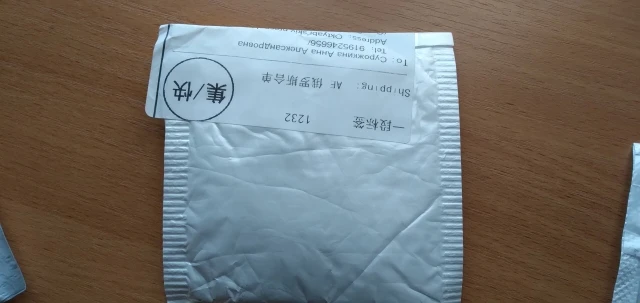 一段标签 1232
Shipping: AF 俄罗斯合单
集/快
To: Сурожкина Анна Александровна
Tel. 9195246656/
Address.